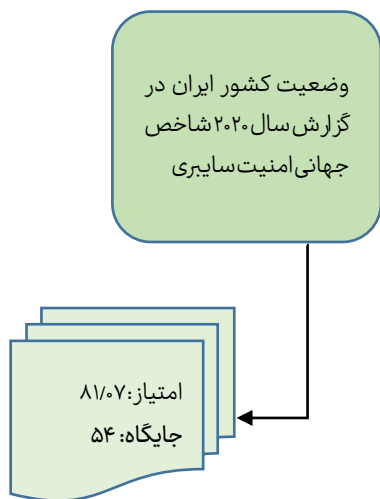 وضعیت کشور ایران در
گزارش سال ۲۰۲۰ شاخص
جهانی امنیت سایبری
امتیاز: ۸۱/۰۷
جایگاه: ۵۴